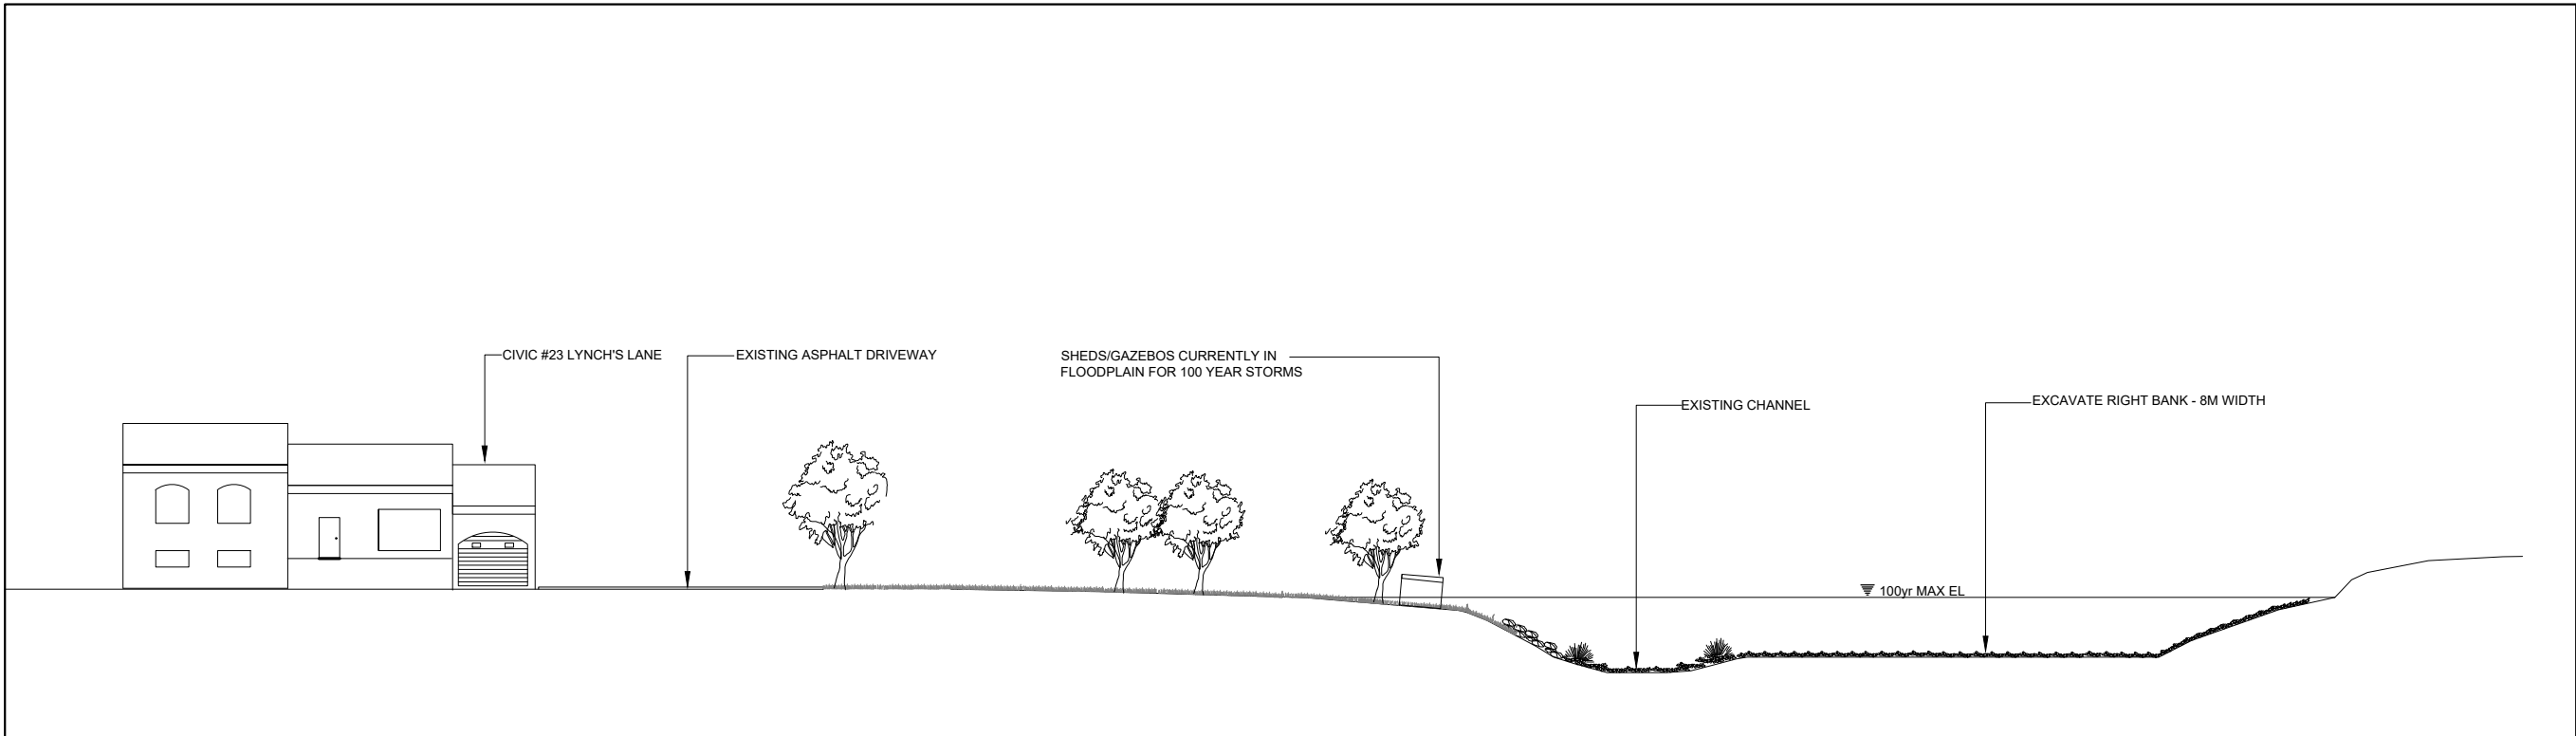 CIVIC #23 LYNCH'S LANE
EXISTING ASPHALT DRIVEWAY
SHEDS/GAZEBOS CURRENTLY IN
FLOODPLAIN FOR 100 YEAR STORMS
EXISTING CHANNEL
EXCAVATE RIGHT BANK - 8M WIDTH
100yr MAX EL